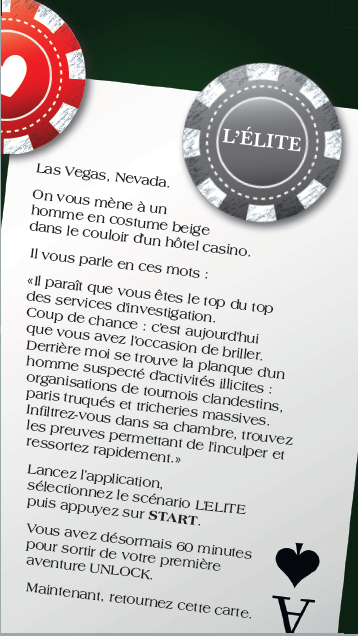 L'ÉLITE
Las Vegas, Nevada.
On vous mène à un
homme en costume beige
dans le couloir d'un hôtel casino.
Il vous parle en ces mots :
«Il paraît que vous êtes le top du top
des services d'investigation.
Coup de chance : c'est aujourd'hui
que vous avez l'occasion de briller.
Derrière moi se trouve la planque d'un
homme suspecté d'activités illicites :
organisations de tournois clandestins,
paris truqués et tricheries massives.
Infiltrez-vous dans sa chambre, trouvez
les preuves permettant de l'inculper et
ressortez rapidement.»
Lancez l'application,
sélectionnez le scénario L'ELITE
puis appuyez sur START.
Vous avez désormais 60 minutes
pour sortir de votre première
aventure UNLOCK.
Maintenant, retournez cette carte.
A